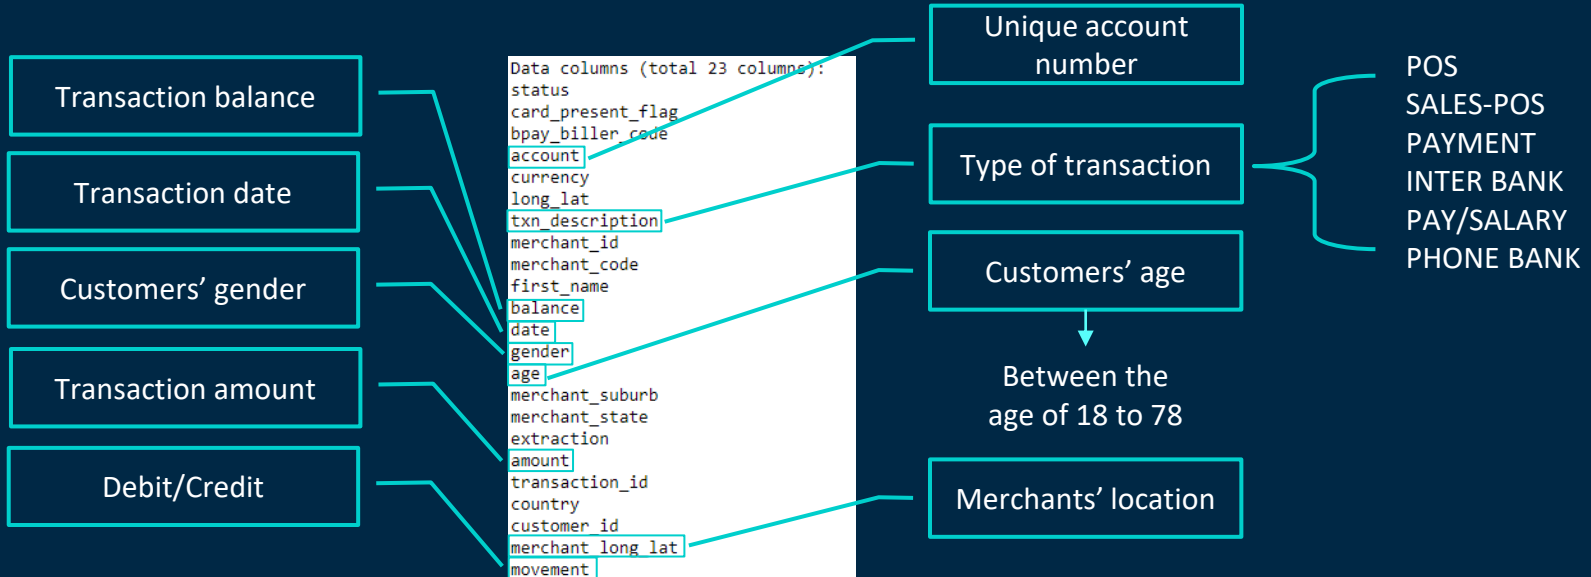 Transaction balance
Transaction date
Customers’ gender
Transaction amount
Debit/Credit
Data columns (total 23 columns):
status
card_present_flag
bpay_biller_code
account
currency
long_lat
txn_description
merchant_id
merchant_code
first_name
balance
date
gender
age
merchant_suburb
merchant_state
extraction
amount
transaction_id
country
customer_id
merchant_long_lat
movement
Unique account
number
Type of transaction
Customers’ age
Between the
age of 18 to 78
Merchants’ location
POS
SALES-POS
PAYMENT
INTER BANK
PAY/SALARY
PHONE BANK